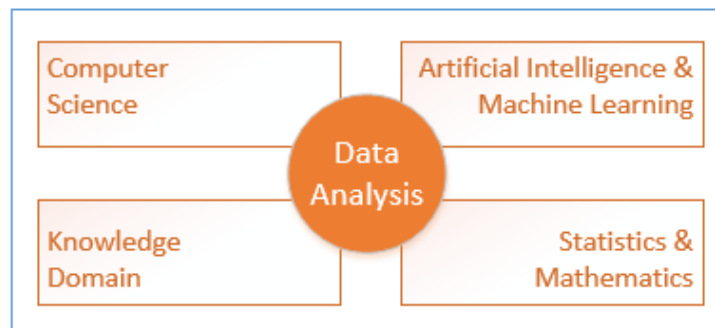 Computer
Science
Artificial Intelligence &
Machine Learning
Data
Analysis
Knowledge
Domain
Statistics &
Mathematics